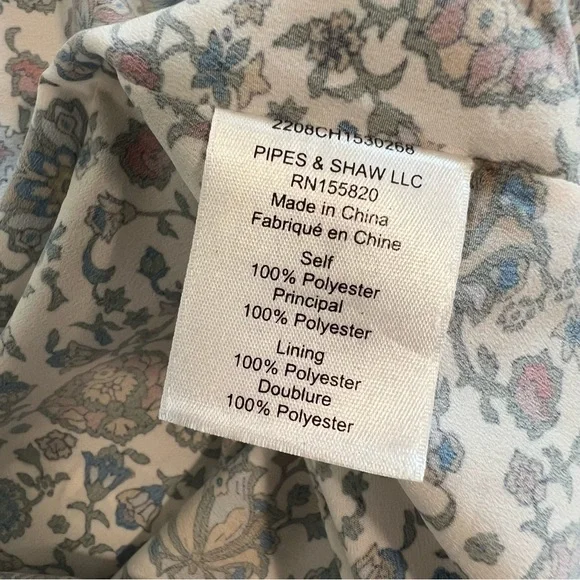 2208CH1530268
PIPES & SHAW LLC
RN155820
Made in China
Fabriqué en Chine
Self
100% Polyester
Principal
100% Polyester
Lining
100% Polyester
Doublure
100% Polyester